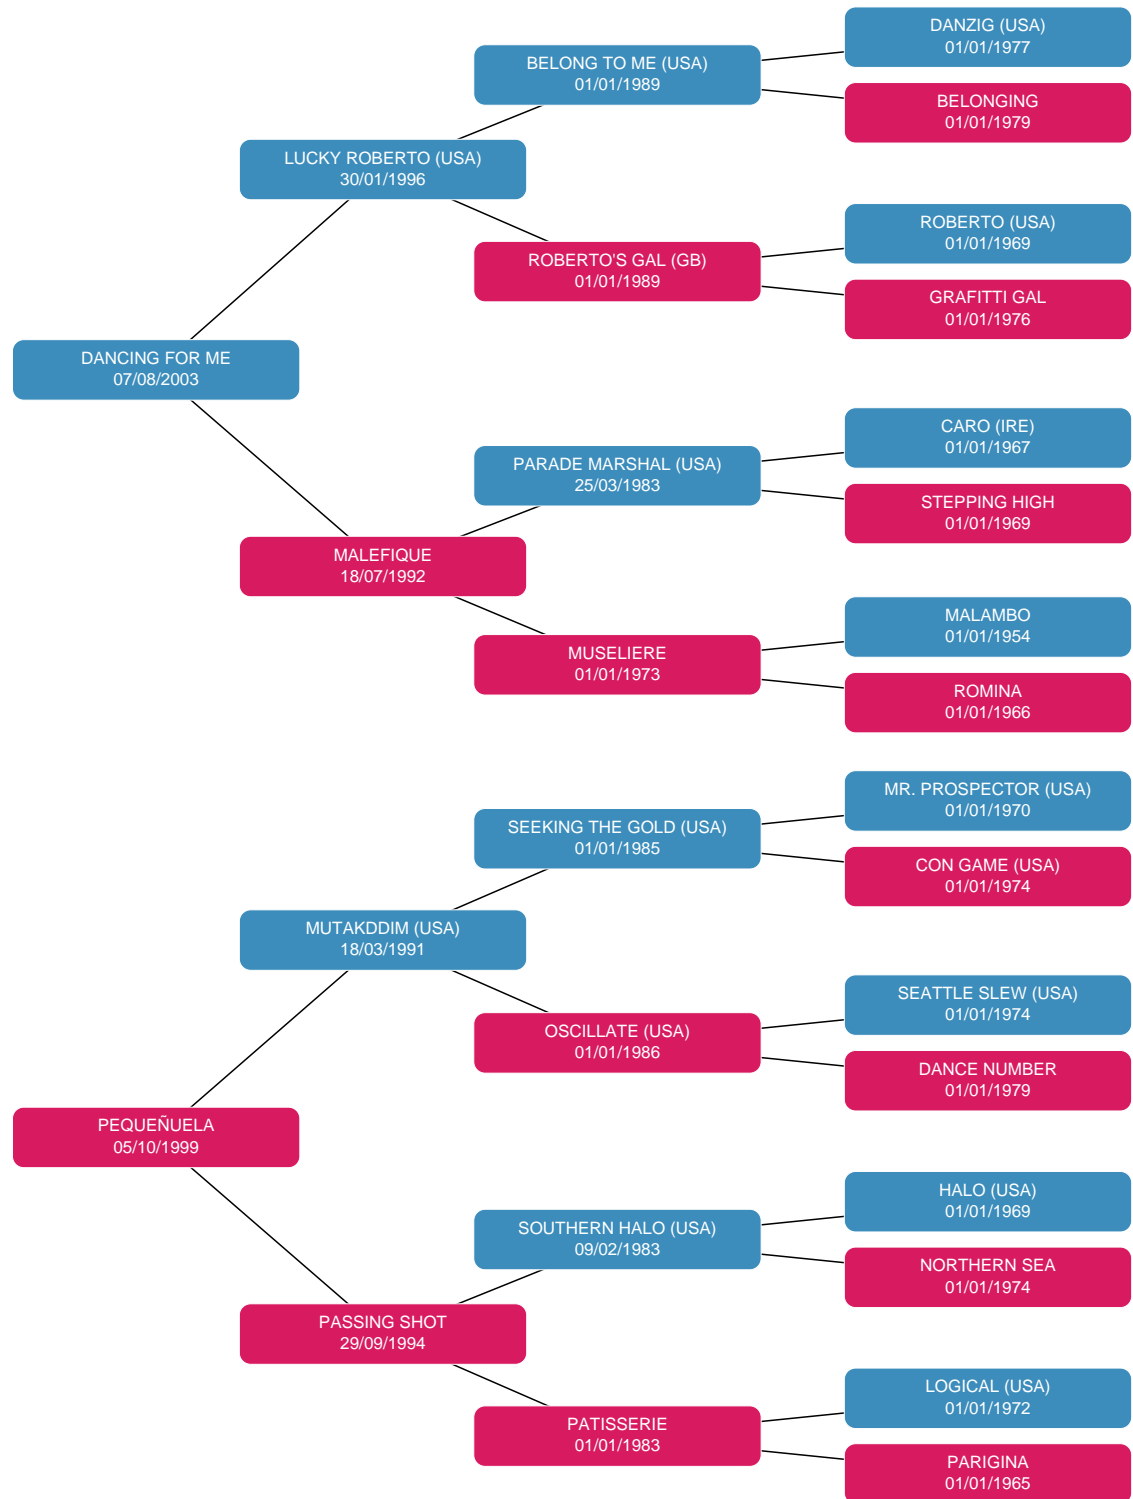 DANZIG (USA)
01/01/1977
BELONG TO ME (USA)
01/01/1989
BELONGING
01/01/1979
LUCKY ROBERTO (USA)
30/01/1996
ROBERTO (USA)
01/01/1969
ROBERTO'S GAL (GB)
01/01/1989
GRAFITTI GAL
01/01/1976
DANCING FOR ME
07/08/2003
CARO (IRE)
01/01/1967
PARADE MARSHAL (USA)
25/03/1983
STEPPING HIGH
01/01/1969
MALEFIQUE
18/07/1992
MALAMBO
01/01/1954
MUSELIERE
01/01/1973
ROMINA
01/01/1966
MR. PROSPECTOR (USA)
01/01/1970
SEEKING THE GOLD (USA)
01/01/1985
CON GAME (USA)
01/01/1974
MUTAKDDIM (USA)
18/03/1991
SEATTLE SLEW (USA)
01/01/1974
OSCILLATE (USA)
01/01/1986
DANCE NUMBER
01/01/1979
PEQUEÑUELA
05/10/1999
HALO (USA)
01/01/1969
SOUTHERN HALO (USA)
09/02/1983
NORTHERN SEA
01/01/1974
PASSING SHOT
29/09/1994
LOGICAL (USA)
01/01/1972
PATISSERIE
01/01/1983
PARIGINA
01/01/1965